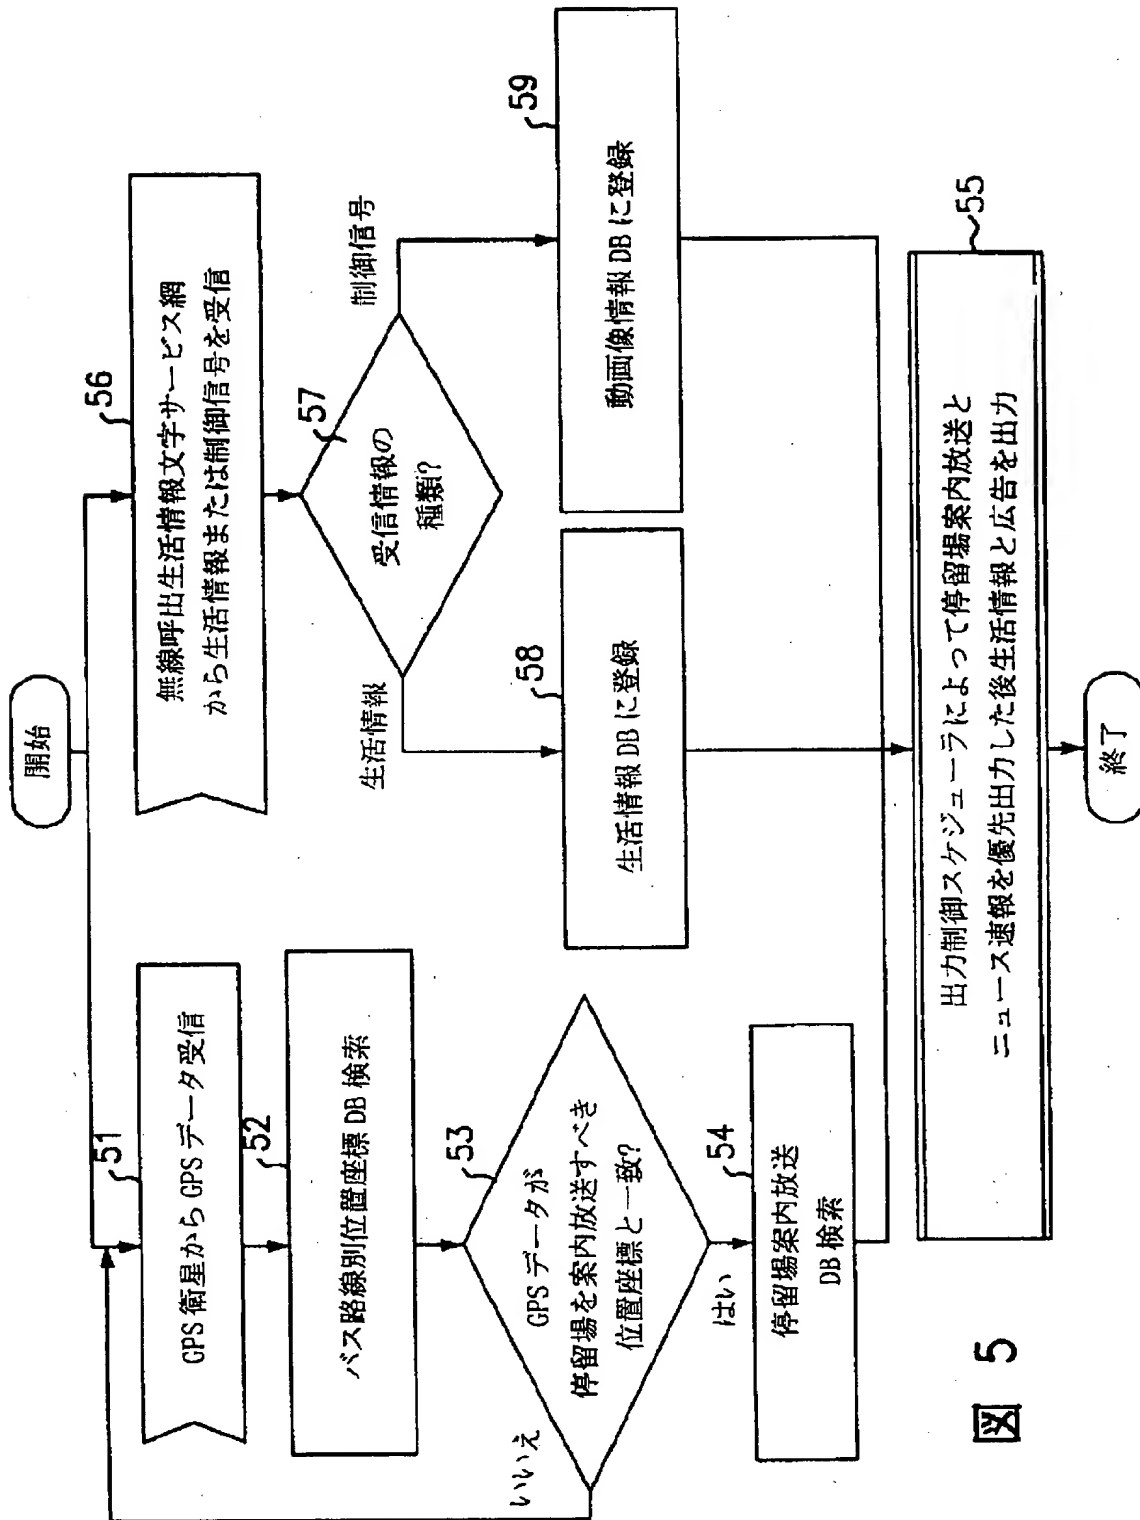 開始
51
GPS衛星からGPSデータ受信
52
バス路線別位置座標DB検索
53
GPSデータが
停留場を案内放送すべき
位置座標と一致?
いいえ
はい
54
停留場案内放送
DB検索
56
無線呼出生活情報文字サービス網
から生活情報または制御信号を受信
57
受信情報の
種類?
生活情報
制御信号
58
生活情報DBに登録
59
動画像情報DBに登録
55
出力制御スケジューラによって停留場案内放送と
ニュース速報を優先出力した後生活情報と広告を出力
終了
図 5